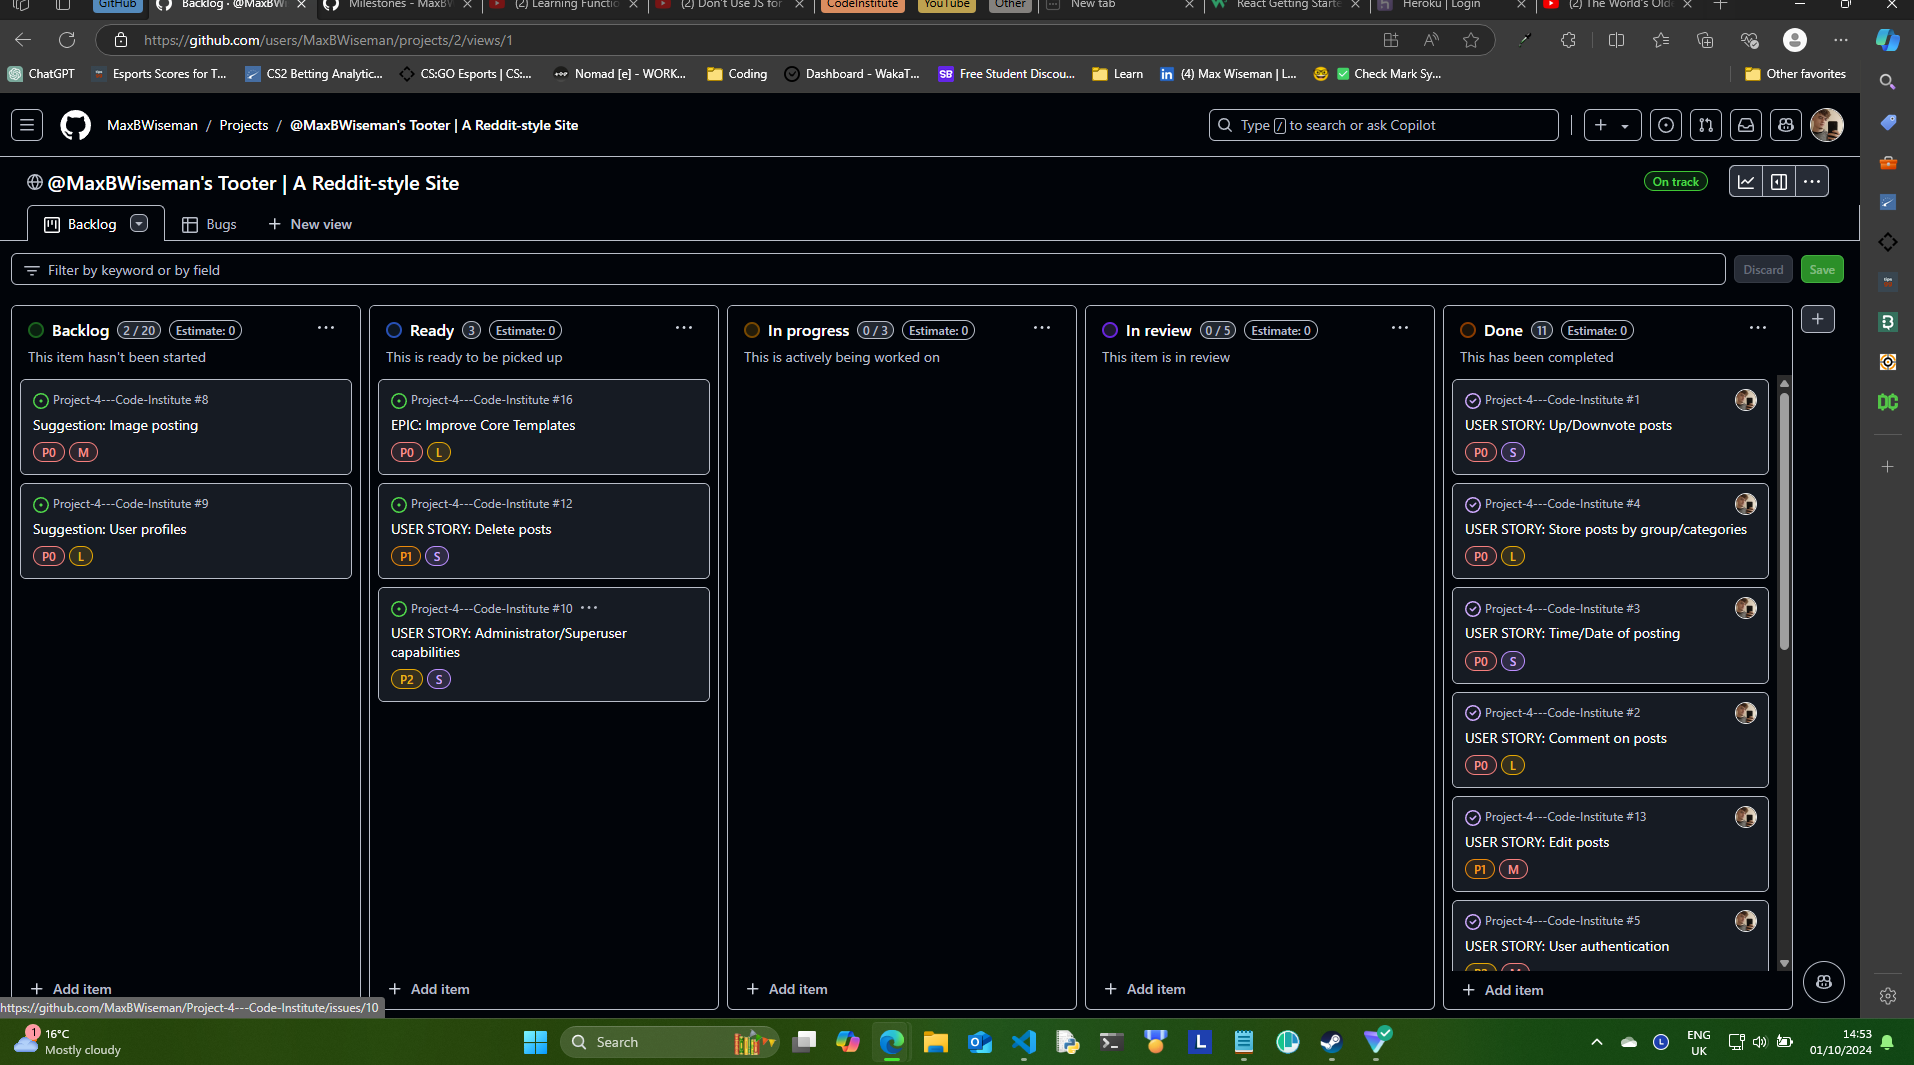 GitHub
Backlog · @MaxBWi
Milestones - MaxBW
(2) Learning Functio
(2) Don't Use JS for
CodeInstitute
YouTube
Other
New tab
React Getting Starte
Heroku | Login
(2) The World's Olde
https://github.com/users/MaxBWiseman/projects/2/views/1
ChatGPT
Esports Scores for T...
CS2 Betting Analytic...
CS:GO Esports | CS:...
Nomad [e] - WORK...
Coding
Dashboard - WakaT...
Free Student Discou...
Learn
(4) Max Wiseman | L...
Check Mark Sy...
Other favorites
MaxBWiseman / Projects / @MaxBWiseman's Tooter | A Reddit-style Site
Type / to search or ask Copilot
@MaxBWiseman's Tooter | A Reddit-style Site
On track
Backlog
Bugs
New view
Filter by keyword or by field
Discard
Save
Backlog 2 / 20 Estimate: 0
This item hasn't been started
Project-4---Code-Institute #8
Suggestion: Image posting
P0 M
Project-4---Code-Institute #9
Suggestion: User profiles
P0 L
Add item
Ready 3 Estimate: 0
This is ready to be picked up
Project-4---Code-Institute #16
EPIC: Improve Core Templates
P0 L
Project-4---Code-Institute #12
USER STORY: Delete posts
P1 S
Project-4---Code-Institute #10
USER STORY: Administrator/Superuser
capabilities
P2 S
Add item
In progress 0 / 3 Estimate: 0
This is actively being worked on
Add item
In review 0 / 5 Estimate: 0
This item is in review
Add item
Done 11 Estimate: 0
This has been completed
Project-4---Code-Institute #1
USER STORY: Up/Downvote posts
P0 S
Project-4---Code-Institute #4
USER STORY: Store posts by group/categories
P0 L
Project-4---Code-Institute #3
USER STORY: Time/Date of posting
P0 S
Project-4---Code-Institute #2
USER STORY: Comment on posts
P0 L
Project-4---Code-Institute #13
USER STORY: Edit posts
P1 M
Project-4---Code-Institute #5
USER STORY: User authentication
Add item
https://github.com/MaxBWiseman/Project-4---Code-Institute/issues/10
1
16°C
Mostly cloudy
Search
ENG
UK
14:53
01/10/2024